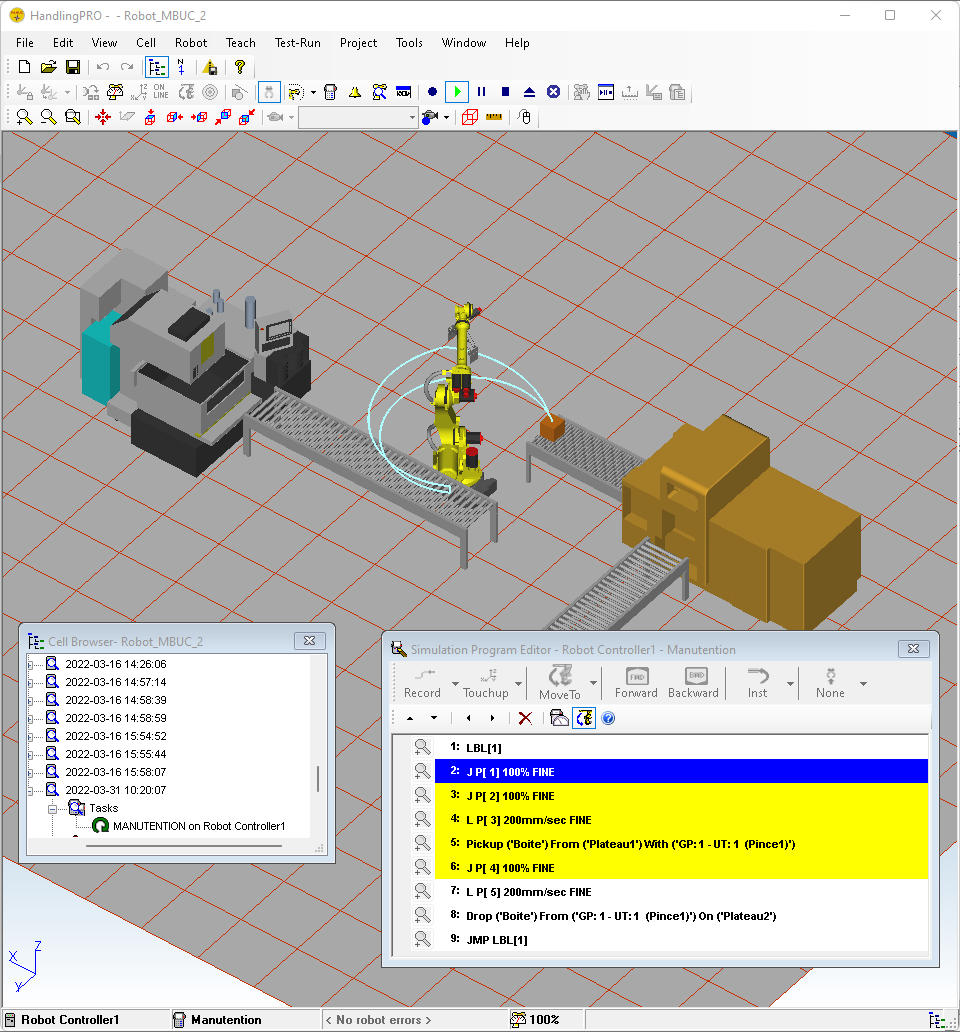 HandlingPRO - - Robot_MBUC_2
File Edit View Cell Robot Teach Test-Run Project Tools Window Help
ON
LINE
Cell Browser- Robot_MBUC_2
2022-03-16 14:26:06
2022-03-16 14:57:14
2022-03-16 14:58:39
2022-03-16 14:58:59
2022-03-16 15:54:52
2022-03-16 15:55:44
2022-03-16 15:58:07
2022-03-31 10:20:07
Tasks
MANUTENTION on Robot Controller1
Simulation Program Editor - Robot Controller1 - Manutention
Record Touchup MoveTo Forward Backward Inst None
1: LBL[1]
2: J P[ 1] 100% FINE
3: J P[ 2] 100% FINE
4: L P[ 3] 200mm/sec FINE
5: Pickup ('Boite') From ('Plateau1') With ('GP: 1 - UT: 1 (Pince1)')
6: J P[ 4] 100% FINE
7: L P[ 5] 200mm/sec FINE
8: Drop ('Boite') From ('GP: 1 - UT: 1 (Pince1)') On ('Plateau2')
9: JMP LBL[1]
Z
X
y
Robot Controller1 Manutention < No robot errors > 100%